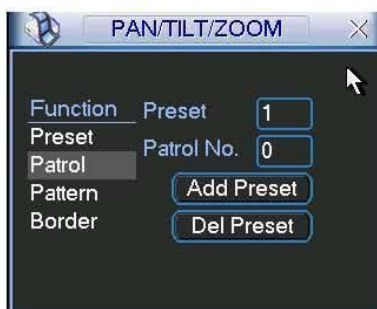 PAN/TILT/ZOOM
Function
Preset
Patrol
Pattern
Border
Preset 1
Patrol No. 0
Add Preset
Del Preset